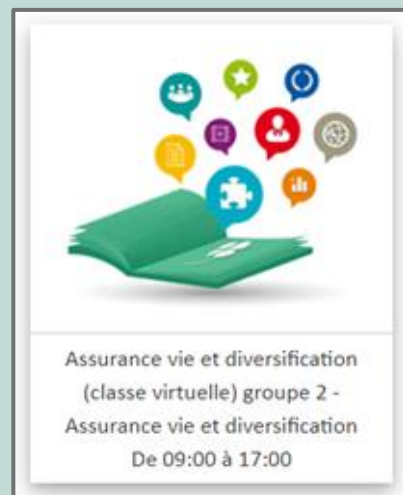 Assurance vie et diversification
(classe virtuelle) groupe 2 -
Assurance vie et diversification
De 09:00 à 17:00